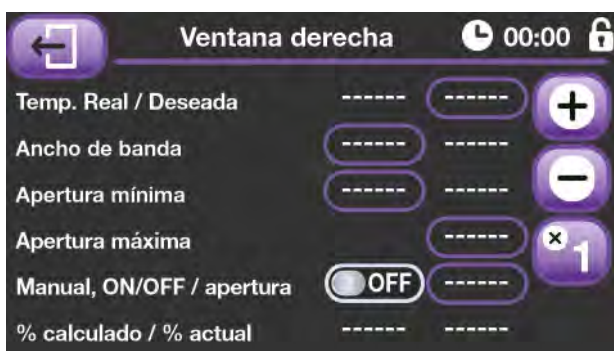 Ventana derecha 00:00
Temp. Real / Deseada ------ ------
Ancho de banda ------ ------
Apertura mínima ------ ------
Apertura máxima ------
Manual, ON/OFF / apertura OFF ------
% calculado / % actual ------ ------
+
−
×1